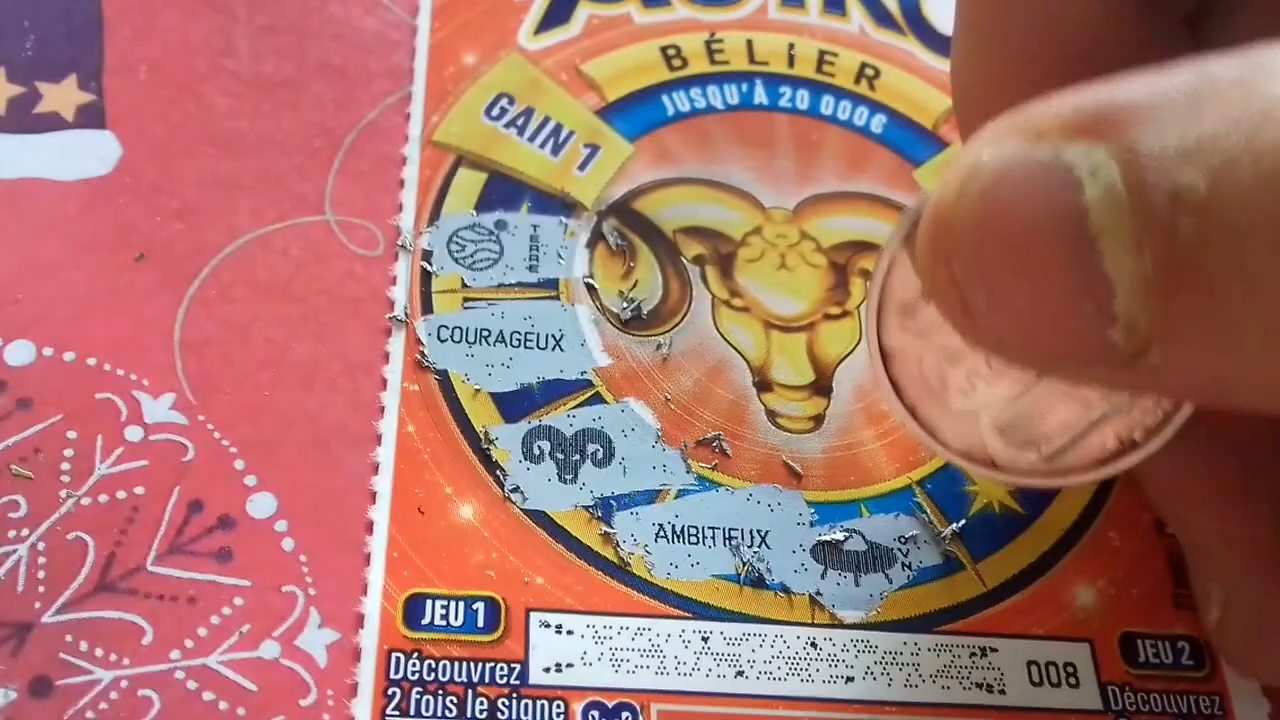 ASTRO
BÉLIER
JUSQU'À 20 000€
GAIN 1
TERRE
COURAGEUX
AMBITIEUX
JEU 1
008
JEU 2
Découvrez
2 fois le signe
Découvrez